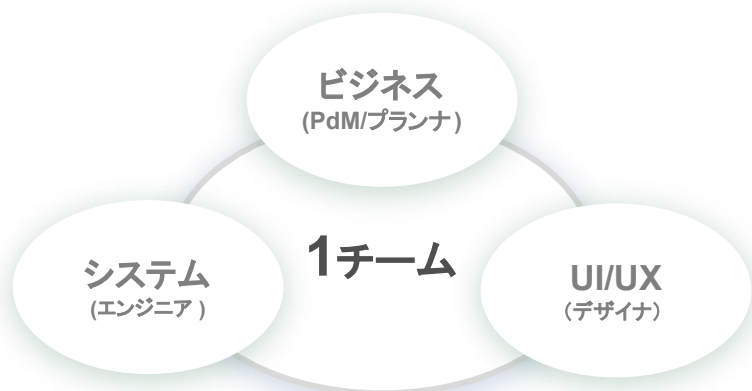 ビジネス
(PdM/プランナ)
1チーム
システム
(エンジニア )
UI/UX
（デザイナ）